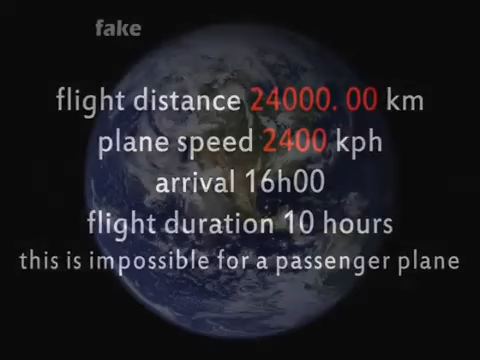 fake
flight distance 24000. 00 km
plane speed 2400 kph
arrival 16h00
flight duration 10 hours
this is impossible for a passenger plane